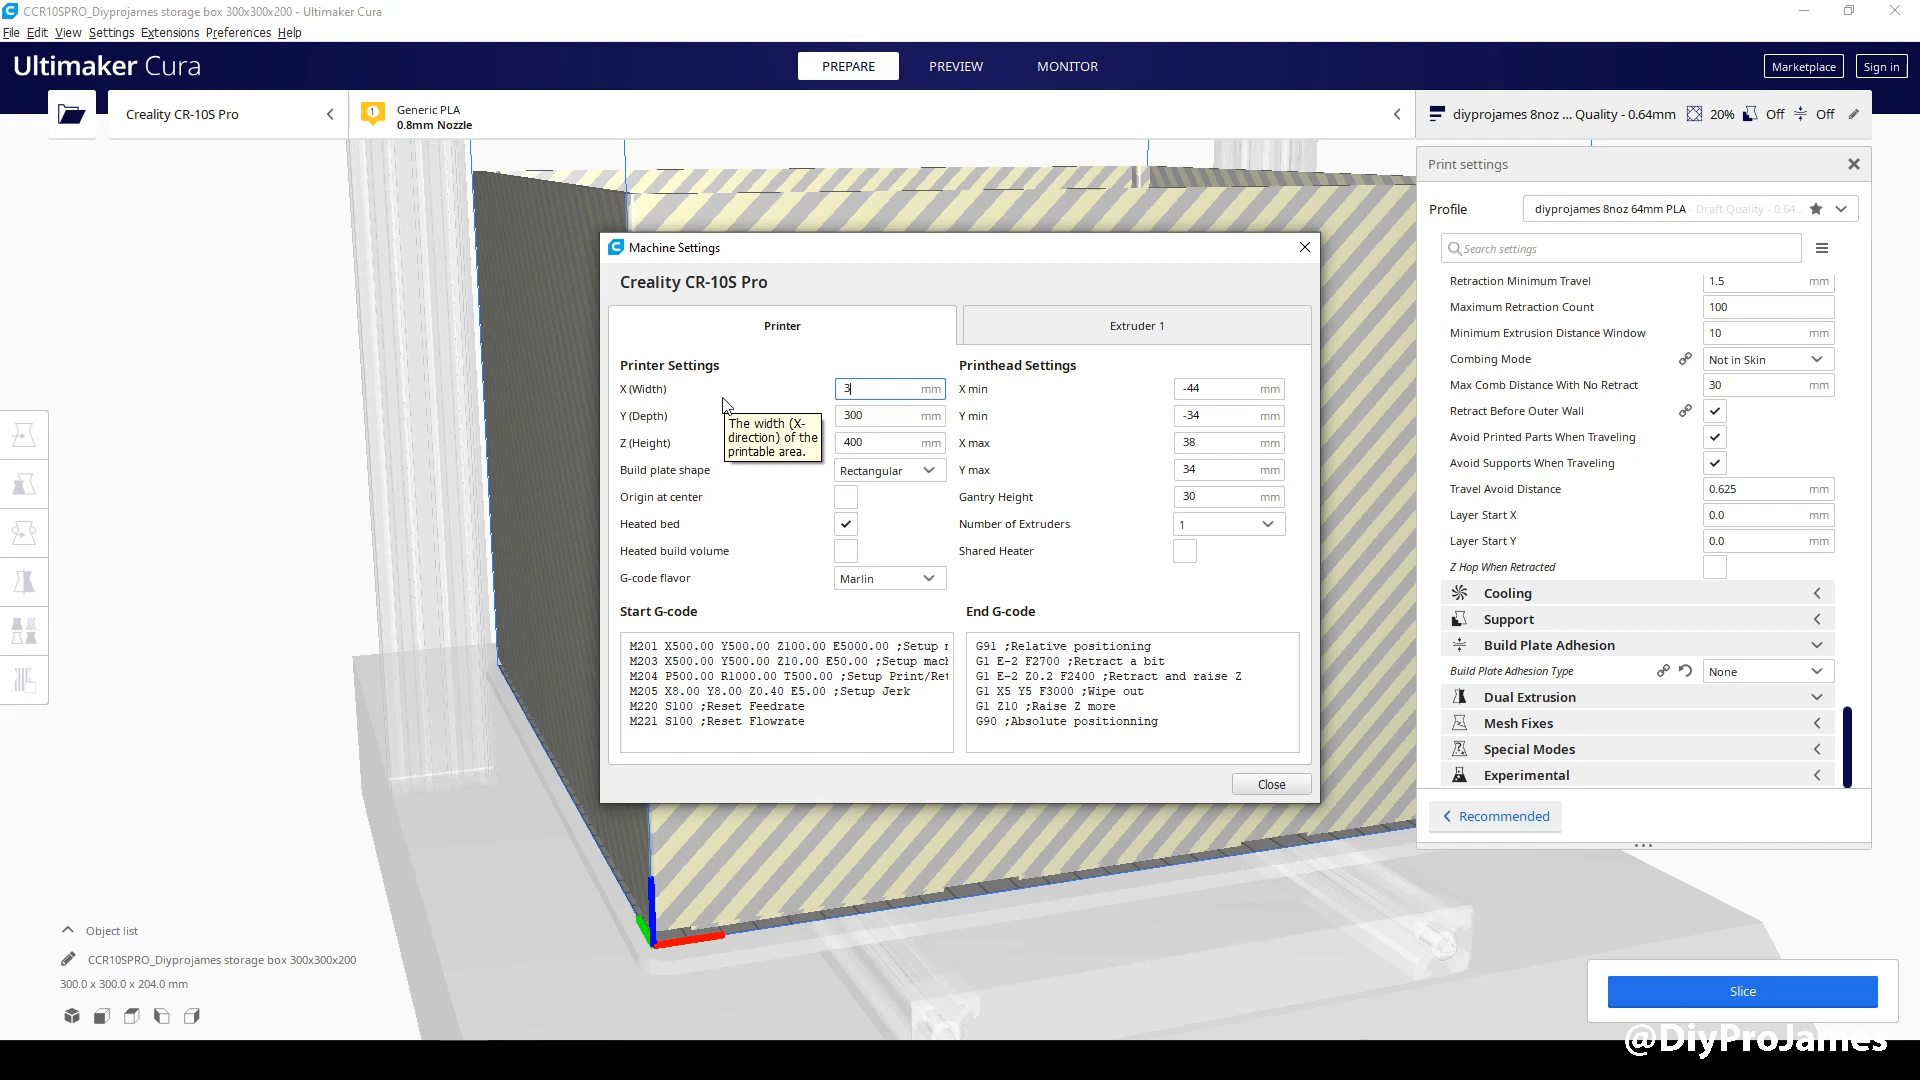 CCR10SPRO_Diyprojames storage box 300x300x200 - Ultimaker Cura
File Edit View Settings Extensions Preferences Help
Ultimaker Cura
PREPARE
PREVIEW
MONITOR
Marketplace
Sign in
Creality CR-10S Pro
1
Generic PLA
0.8mm Nozzle
diyprojames 8noz ... Quality - 0.64mm
20%
Off
Off
Print settings
Profile
diyprojames 8noz 64mm PLA - Draft Quality - 0.64...
Search settings
Retraction Minimum Travel 1.5 mm
Maximum Retraction Count 100
Minimum Extrusion Distance Window 10 mm
Combing Mode Not in Skin
Max Comb Distance With No Retract 30 mm
Retract Before Outer Wall
Avoid Printed Parts When Traveling
Avoid Supports When Traveling
Travel Avoid Distance 0.625 mm
Layer Start X 0.0 mm
Layer Start Y 0.0 mm
Z Hop When Retracted
Cooling
Support
Build Plate Adhesion
Build Plate Adhesion Type None
Dual Extrusion
Mesh Fixes
Special Modes
Experimental
Recommended
Machine Settings
Creality CR-10S Pro
Printer
Extruder 1
Printer Settings
X (Width) 3 mm
Y (Depth) 300 mm
Z (Height) 400 mm
Build plate shape Rectangular
Origin at center
Heated bed
Heated build volume
G-code flavor Marlin
The width (X-
direction) of the
printable area.
Printhead Settings
X min -44 mm
Y min -34 mm
X max 38 mm
Y max 34 mm
Gantry Height 30 mm
Number of Extruders 1
Shared Heater
Start G-code
M201 X500.00 Y500.00 Z100.00 E5000.00 ;Setup
M203 X500.00 Y500.00 Z10.00 E50.00 ;Setup mach
M204 P500.00 R1000.00 T500.00 ;Setup Print/Ret
M205 X8.00 Y8.00 Z0.40 E5.00 ;Setup Jerk
M220 S100 ;Reset Feedrate
M221 S100 ;Reset Flowrate
End G-code
G91 ;Relative positioning
G1 E-2 F2700 ;Retract a bit
G1 E-2 Z0.2 F2400 ;Retract and raise Z
G1 X5 Y5 F3000 ;Wipe out
G1 Z10 ;Raise Z more
G90 ;Absolute positionning
Close
Object list
CCR10SPRO_Diyprojames storage box 300x300x200
300.0 x 300.0 x 204.0 mm
Slice
@DiyProJames